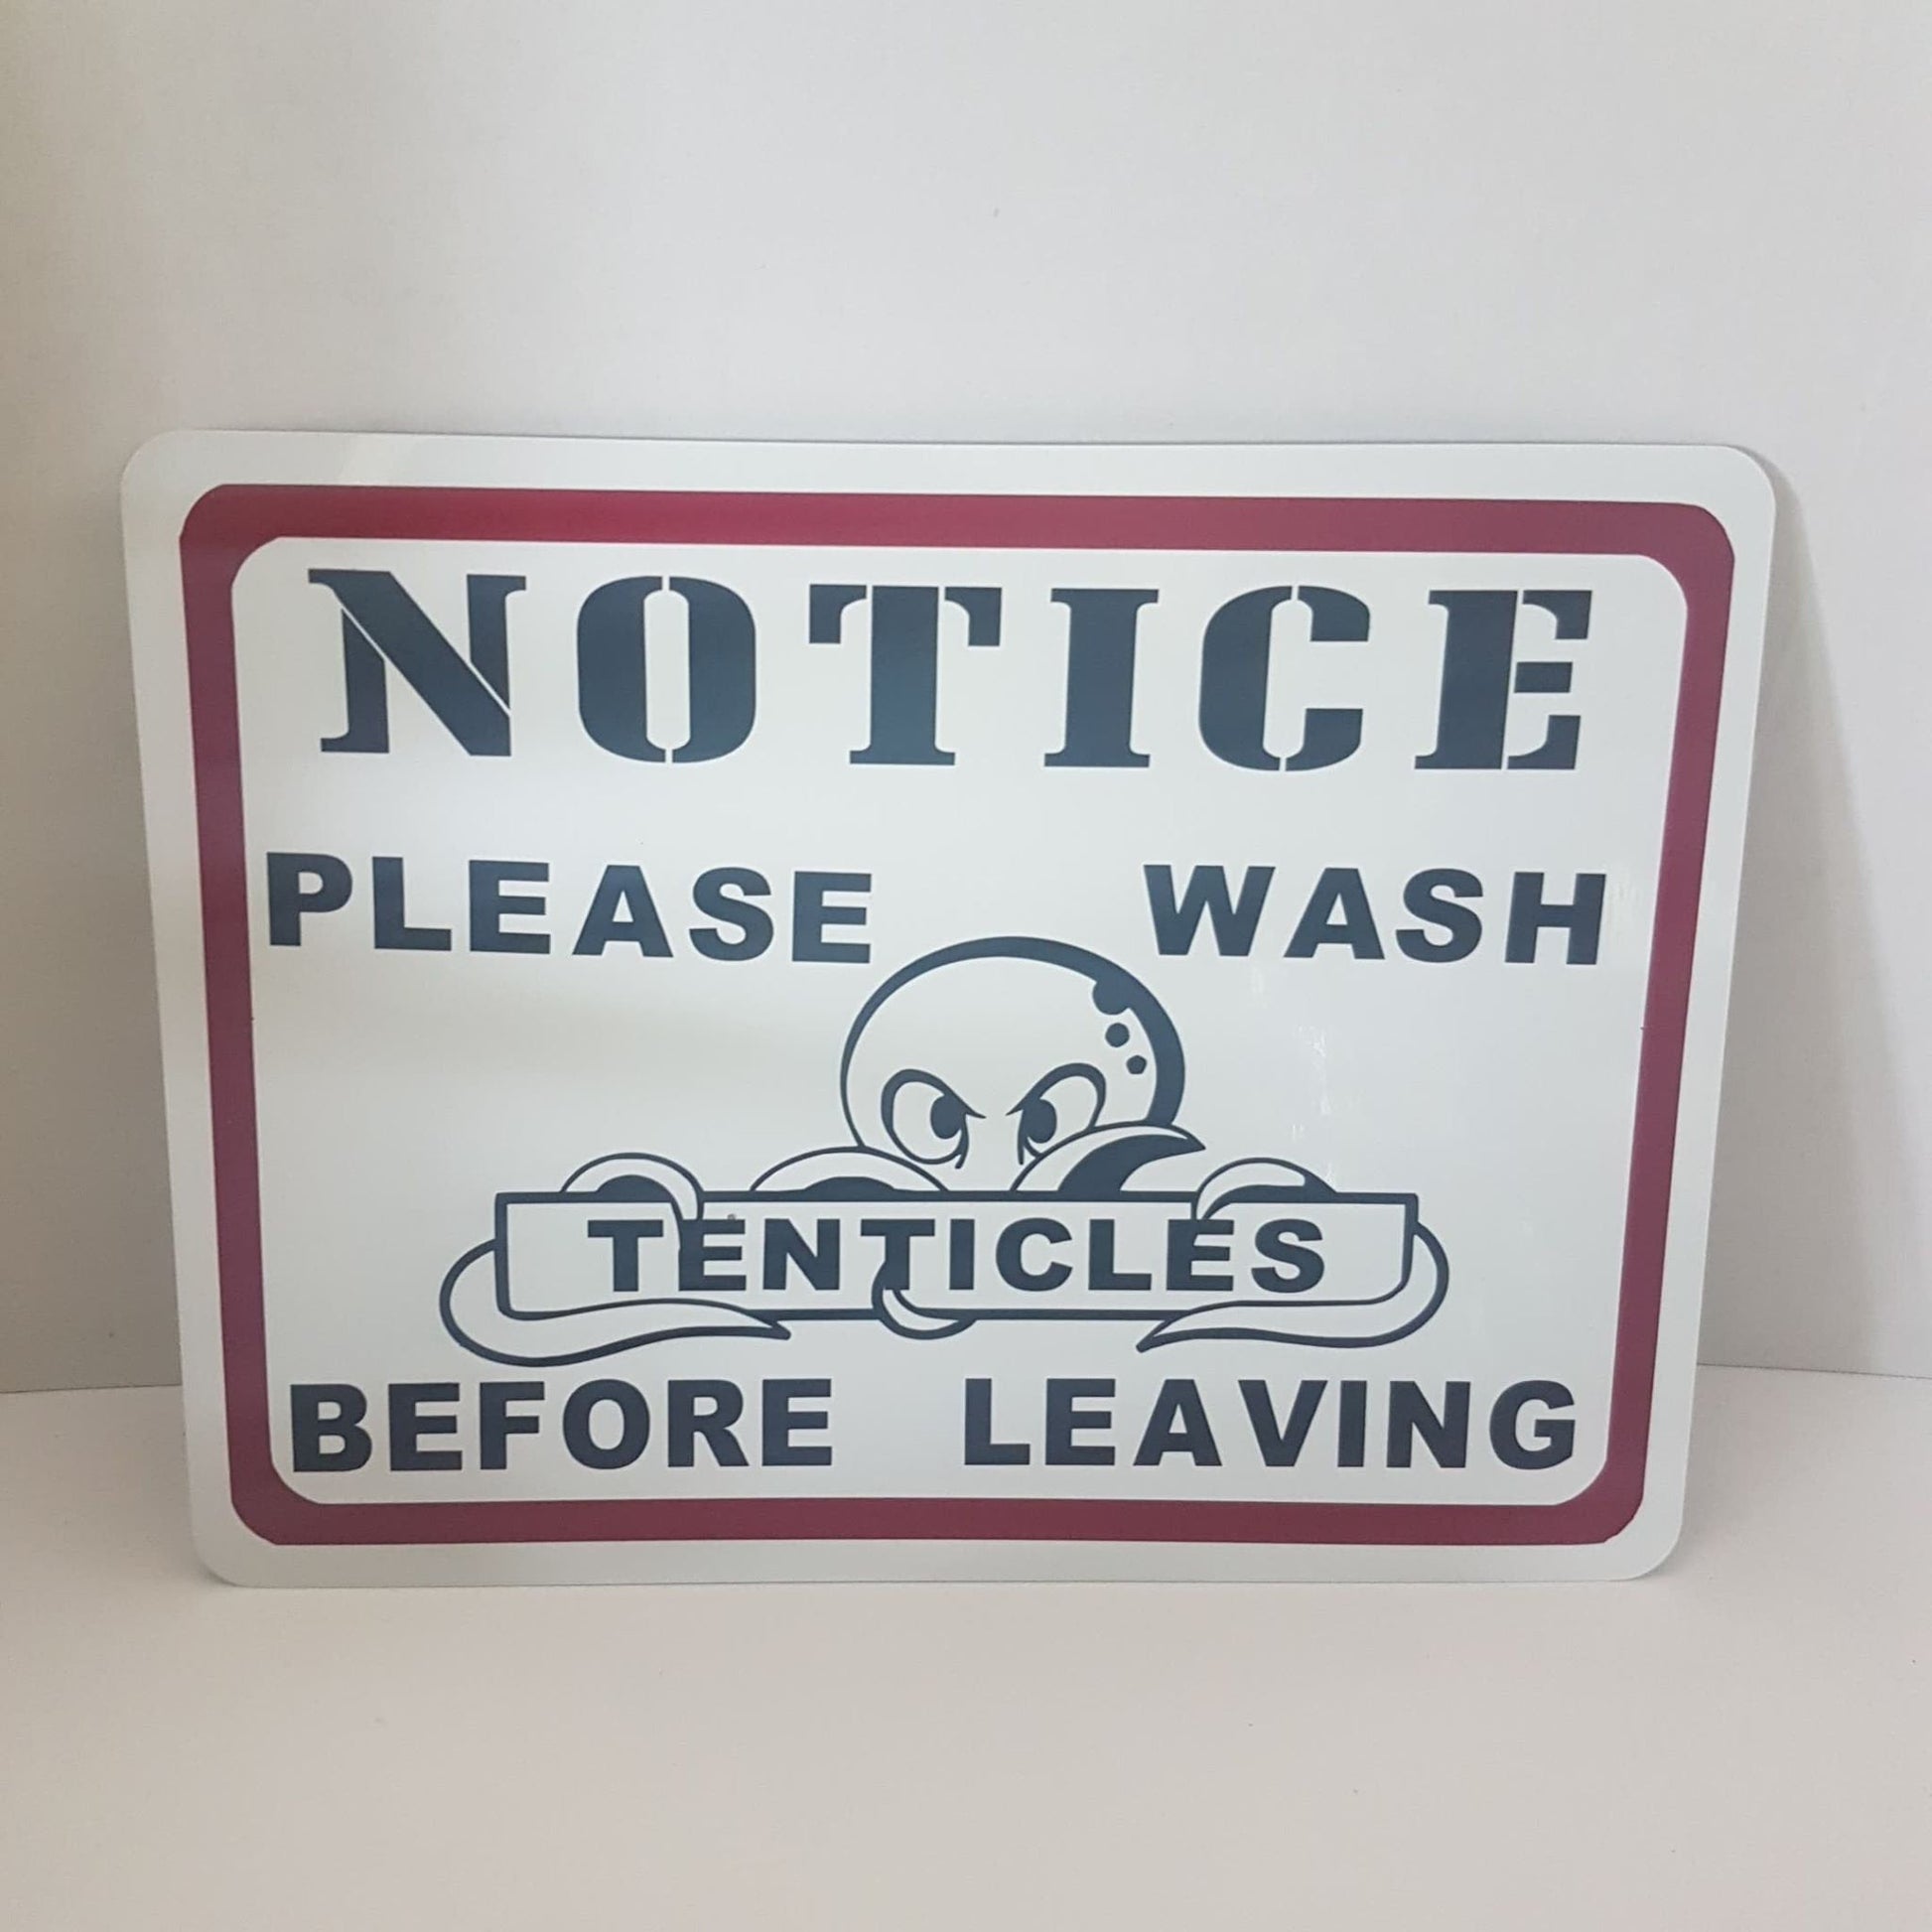 NOTICE
PLEASE WASH
TENTICLES
BEFORE LEAVING